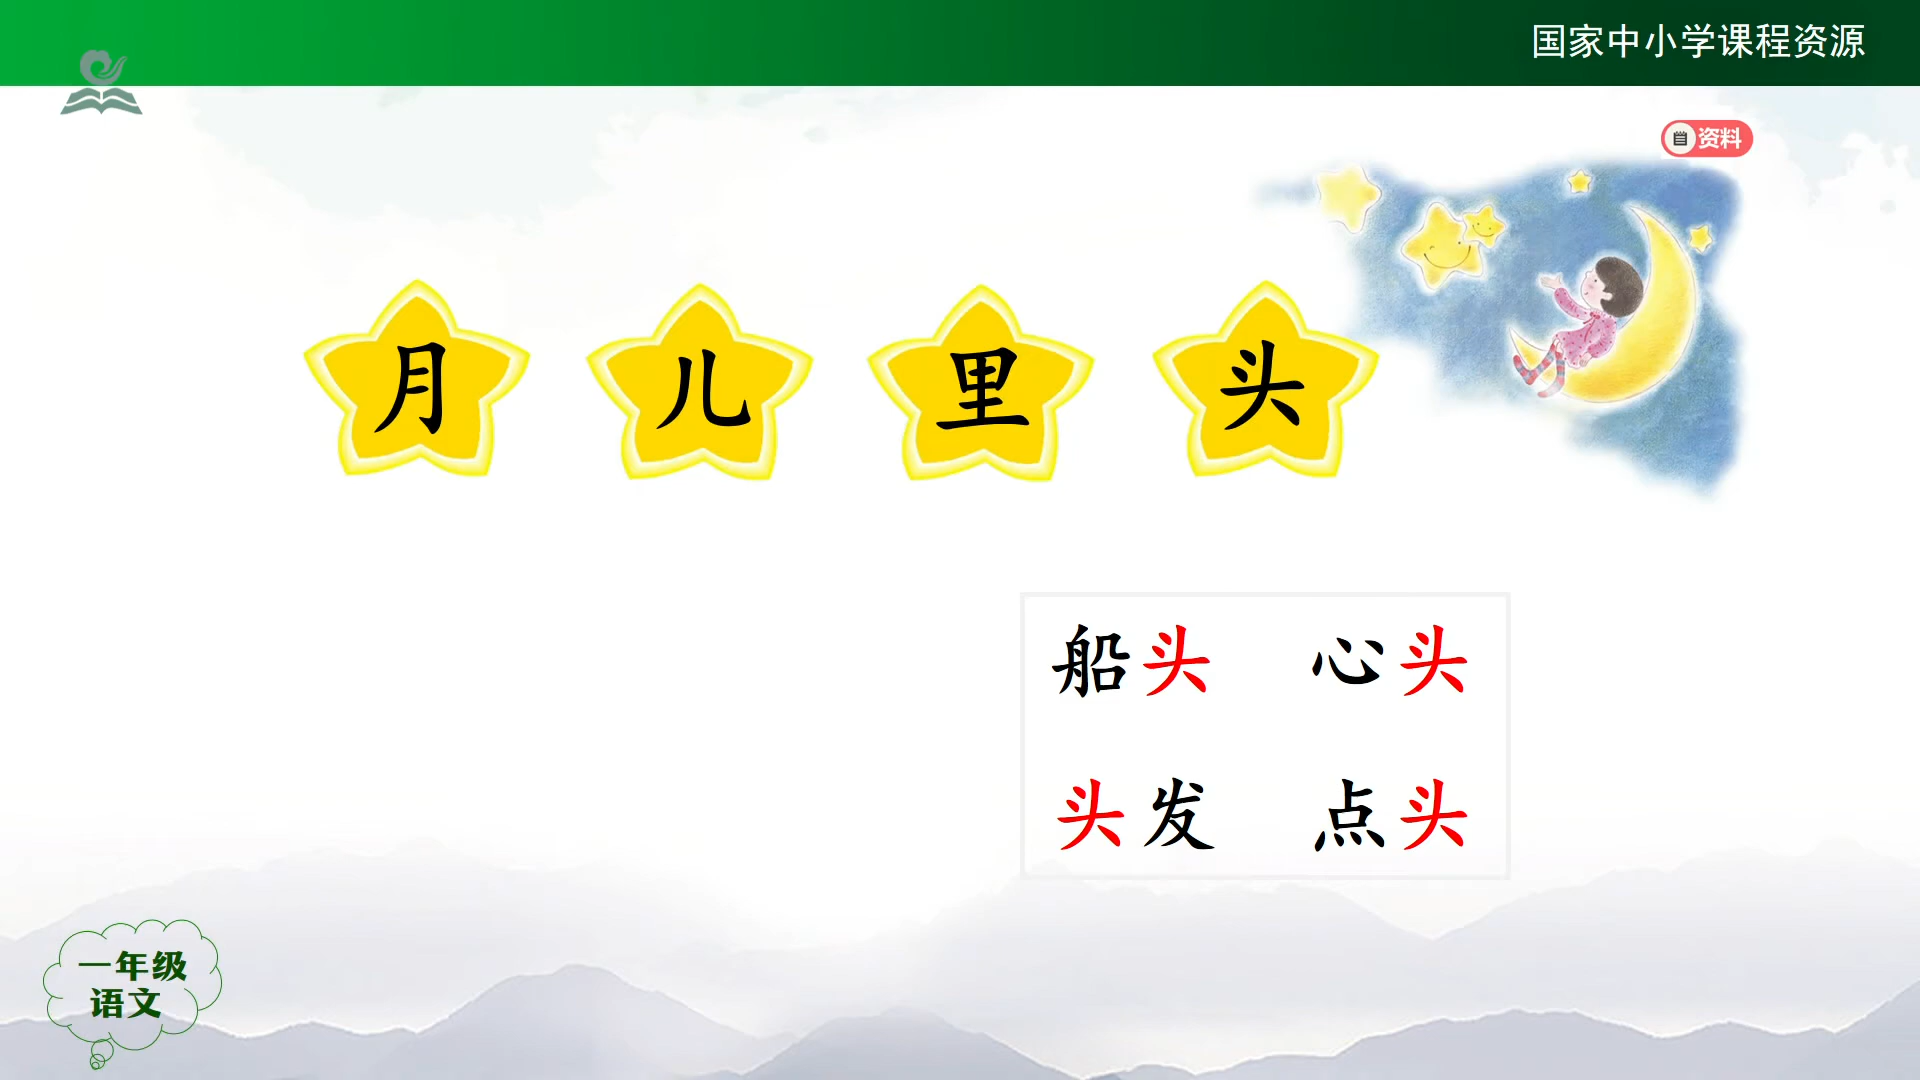 国家中小学课程资源
资料
月 儿 里 头
船头 心头
头发 点头
一年级
语文